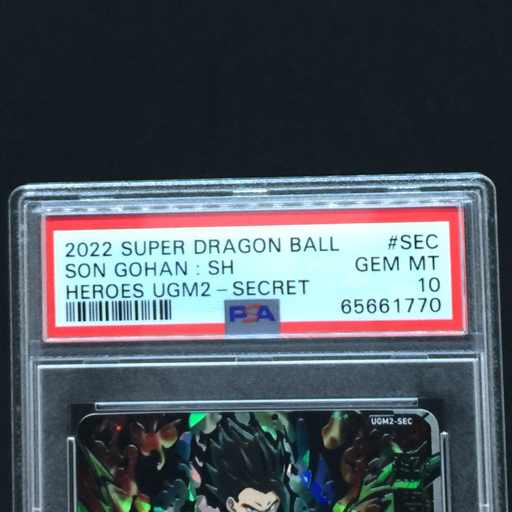 2022 SUPER DRAGON BALL #SEC
SON GOHAN : SH GEM MT
HEROES UGM2 – SECRET 10
65661770
PSA
UGM2-SEC